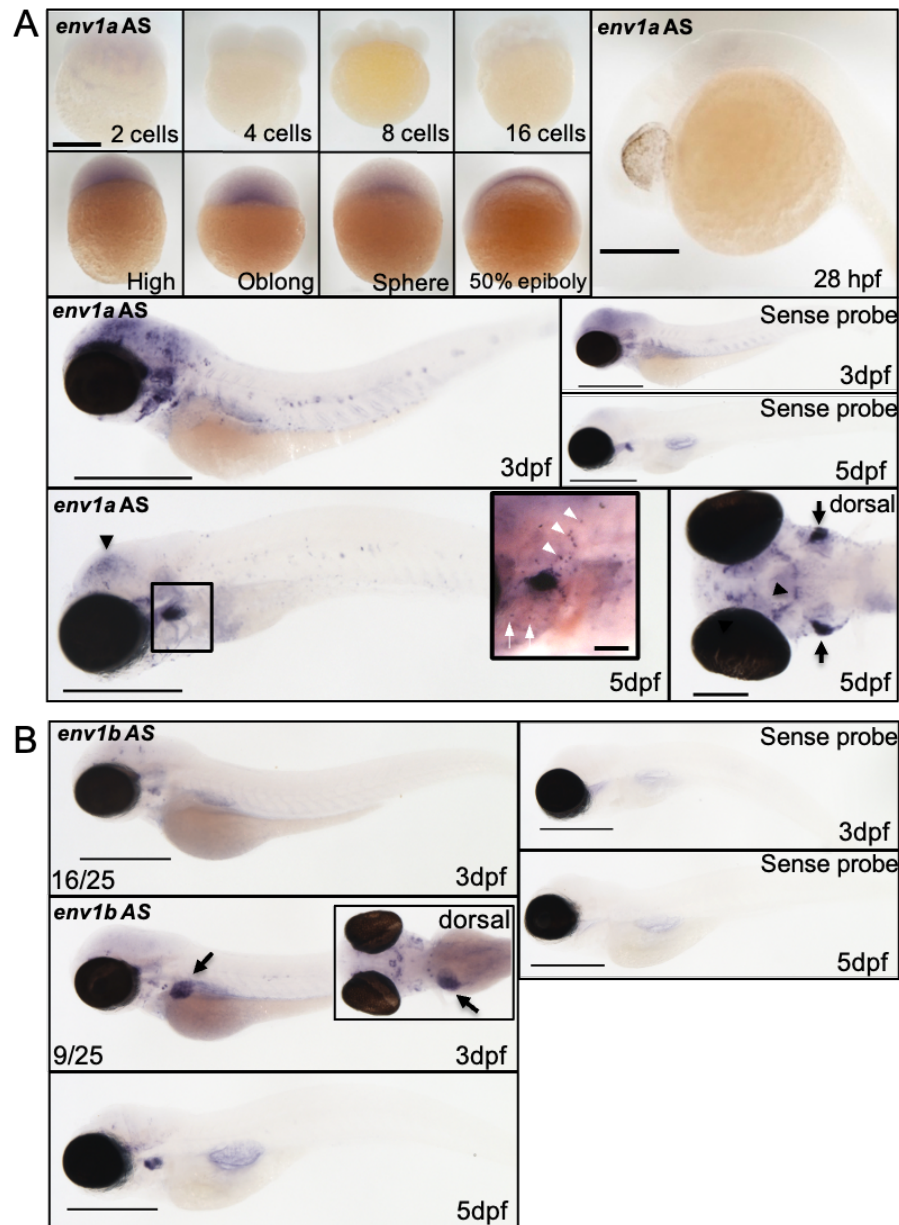 A
env1a AS
2 cells
4 cells
8 cells
16 cells
env1a AS
28 hpf
High
Oblong
Sphere
50% epiboly
env1a AS
3dpf
Sense probe
3dpf
Sense probe
5dpf
env1a AS
5dpf
dorsal
5dpf
B
env1b AS
16/25
3dpf
Sense probe
3dpf
env1b AS
dorsal
9/25
3dpf
Sense probe
5dpf
5dpf